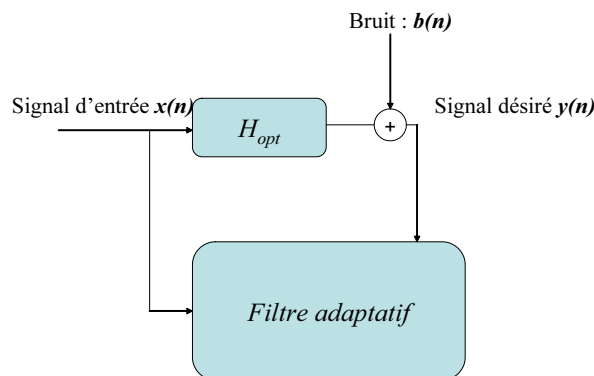 Bruit : b(n)
Signal d'entrée x(n)
Signal désiré y(n)
H_opt
+
Filtre adaptatif